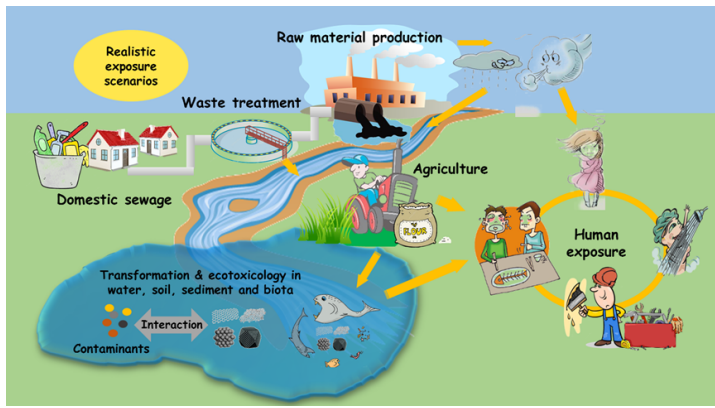 Realistic
exposure
scenarios
Raw material production
Waste treatment
Domestic sewage
Agriculture
FLOUR
Human
exposure
Transformation & ecotoxicology in
water, soil, sediment and biota
Interaction
Contaminants